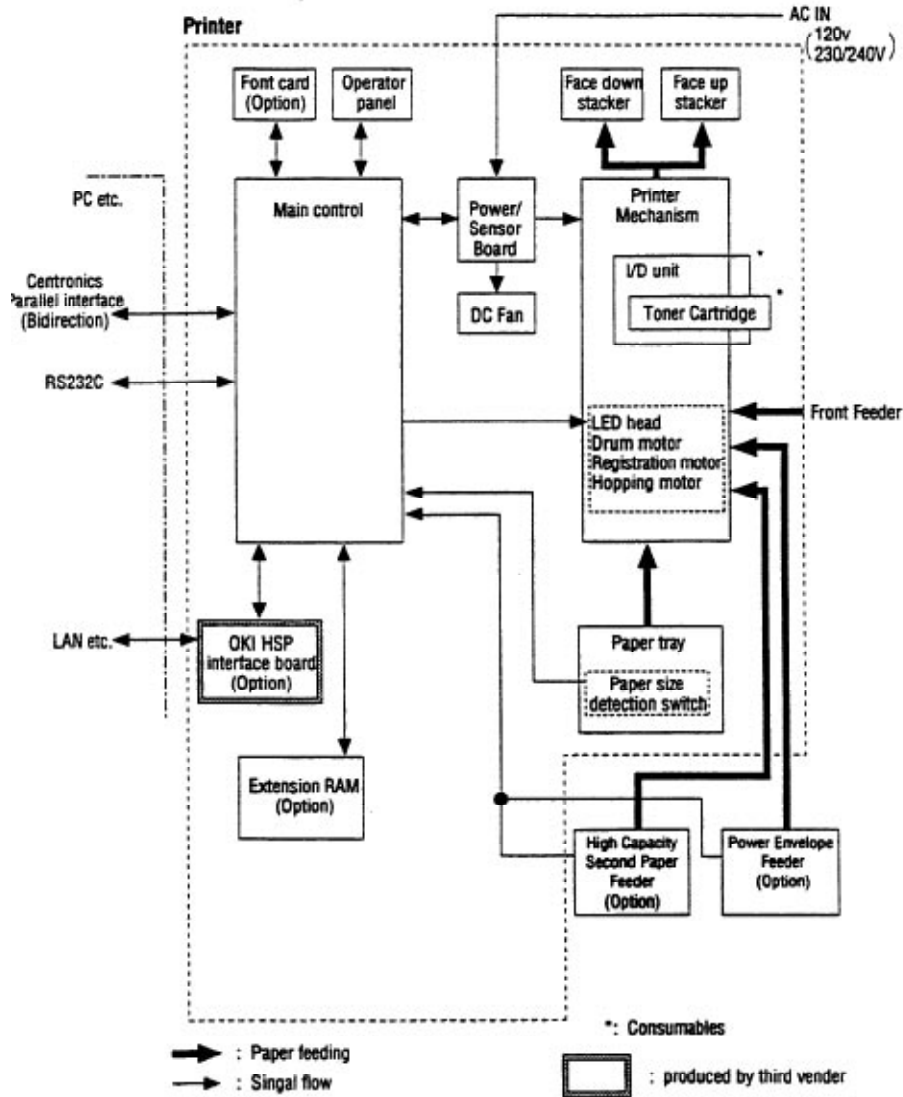 AC IN
(120v
230/240V)
Printer
Font card
(Option)
Operator
panel
Face down
stacker
Face up
stacker
PC etc.
Main control
Power/
Sensor
Board
Printer
Mechanism
*
I/D unit
*
Toner Cartridge
DC Fan
Centronics
Parallel interface
(Bidirection)
RS232C
Front Feeder
LED head
Drum motor
Registration motor
Hopping motor
LAN etc.
OKI HSP
interface board
(Option)
Paper tray
Paper size
detection switch
Extension RAM
(Option)
High Capacity
Second Paper
Feeder
(Option)
Power Envelope
Feeder
(Option)
*: Consumables
: Paper feeding
: Singal flow
: produced by third vender